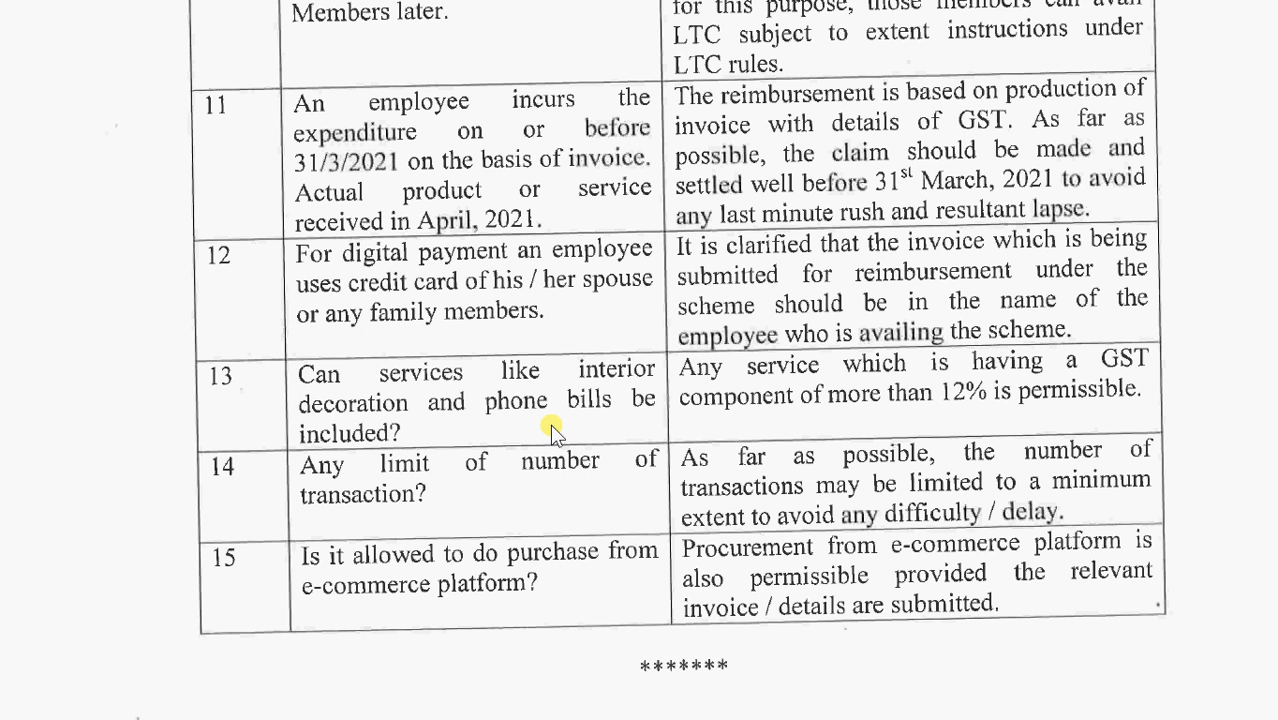 Members later.
for this purpose, those members can avail
LTC subject to extent instructions under
LTC rules.
11
An employee incurs the
expenditure on or before
31/3/2021 on the basis of invoice.
Actual product or service
received in April, 2021.
The reimbursement is based on production of
invoice with details of GST. As far as
possible, the claim should be made and
settled well before 31st March, 2021 to avoid
any last minute rush and resultant lapse.
12
For digital payment an employee
uses credit card of his / her spouse
or any family members.
It is clarified that the invoice which is being
submitted for reimbursement under the
scheme should be in the name of the
employee who is availing the scheme.
13
Can services like interior
decoration and phone bills be
included?
Any service which is having a GST
component of more than 12% is permissible.
14
Any limit of number of
transaction?
As far as possible, the number of
transactions may be limited to a minimum
extent to avoid any difficulty / delay.
15
Is it allowed to do purchase from
e-commerce platform?
Procurement from e-commerce platform is
also permissible provided the relevant
invoice / details are submitted.
*******